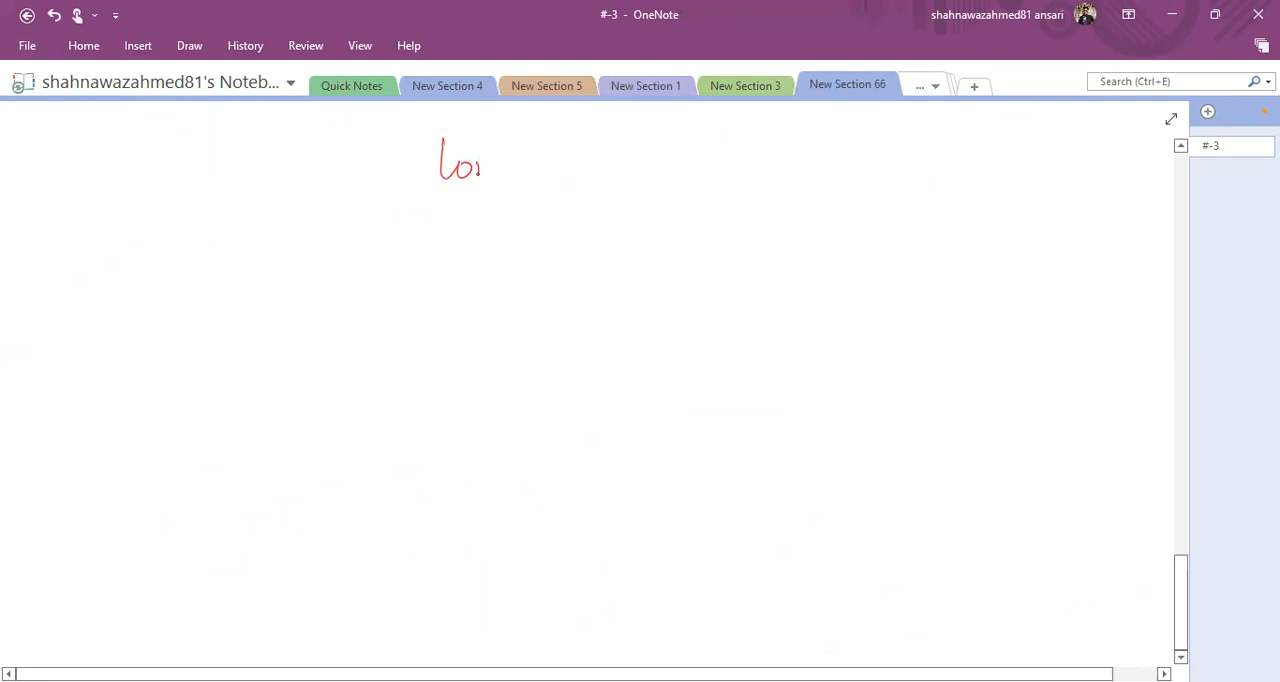 #-3 - OneNote
shahnawazahmed81 ansari
File Home Insert Draw History Review View Help
shahnawazahmed81's Noteb...
Quick Notes New Section 4 New Section 5 New Section 1 New Section 3 New Section 66 ...
Search (Ctrl+E)
#-3